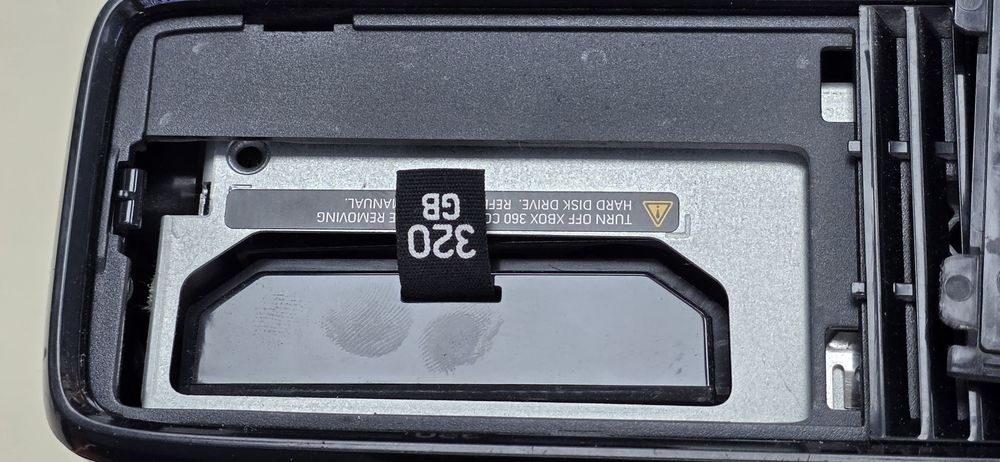 320
GB
TURN OFF XBOX 360 REMOVING
HARD DISK DRIVE. MANUAL.